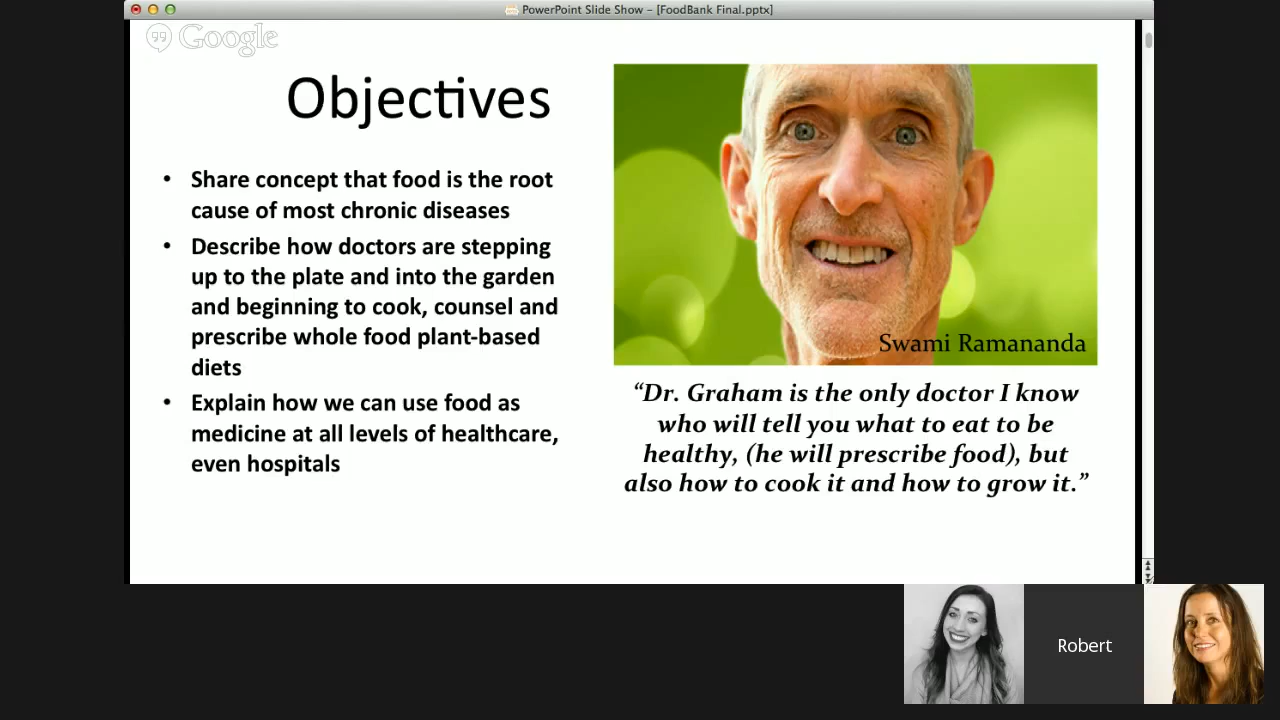 PowerPoint Slide Show – [FoodBank Final.pptx]
Google
Objectives
• Share concept that food is the root
cause of most chronic diseases
• Describe how doctors are stepping
up to the plate and into the garden
and beginning to cook, counsel and
prescribe whole food plant-based
diets
• Explain how we can use food as
medicine at all levels of healthcare,
even hospitals
Swami Ramananda
“Dr. Graham is the only doctor I know
who will tell you what to eat to be
healthy, (he will prescribe food), but
also how to cook it and how to grow it.”
Robert